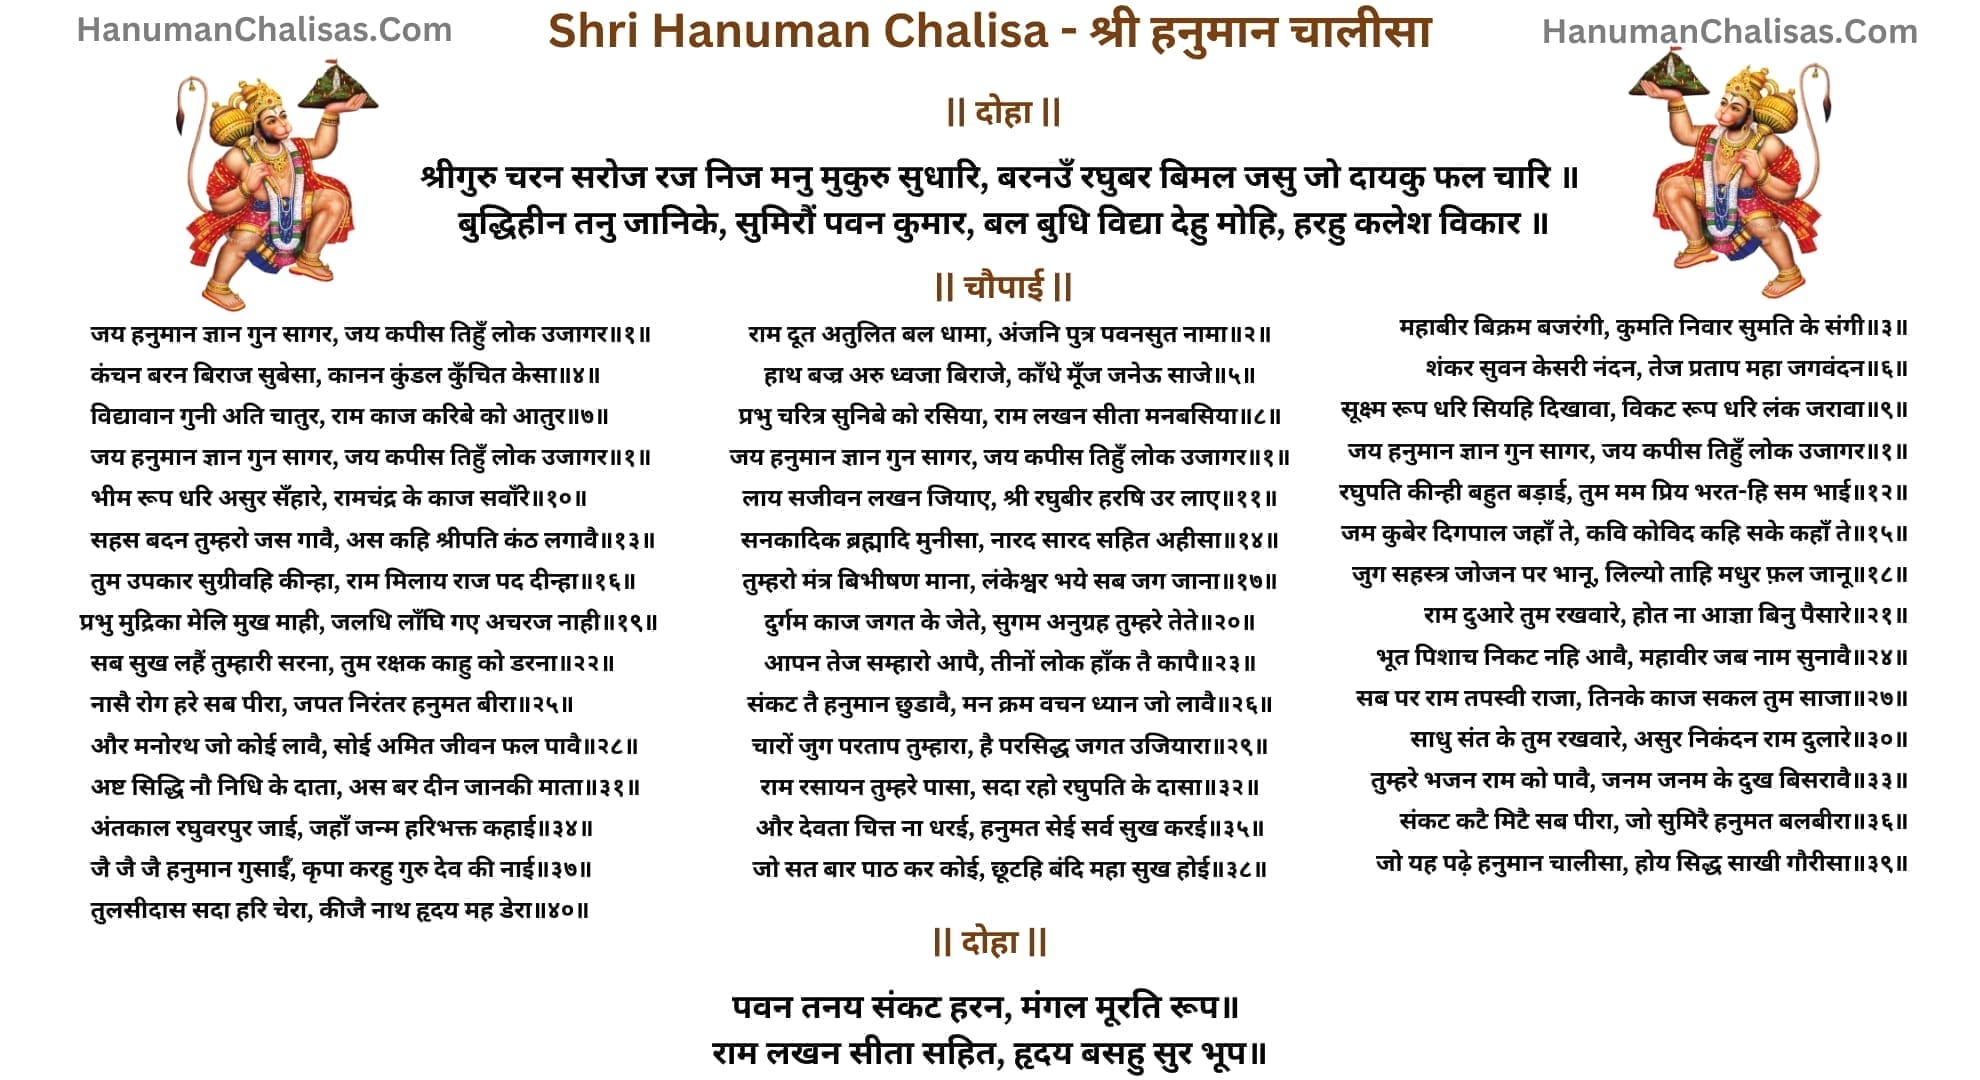 HanumanChalisas.Com
Shri Hanuman Chalisa - श्री हनुमान चालीसा
HanumanChalisas.Com
|| दोहा ||
श्रीगुरु चरन सरोज रज निज मनु मुकुरु सुधारि, बरनउँ रघुबर बिमल जसु जो दायकु फल चारि ॥
बुद्धिहीन तनु जानिके, सुमिरौं पवन कुमार, बल बुधि विद्या देहु मोहि, हरहु कलेश विकार ॥
|| चौपाई ||
जय हनुमान ज्ञान गुन सागर, जय कपीस तिहुँ लोक उजागर॥१॥
राम दूत अतुलित बल धामा, अंजनि पुत्र पवनसुत नामा॥२॥
महाबीर बिक्रम बजरंगी, कुमति निवार सुमति के संगी॥३॥
कंचन बरन बिराज सुबेसा, कानन कुंडल कुँचित केसा॥४॥
हाथ बज्र अरु ध्वजा बिराजे, काँधे मूँज जनेऊ साजे॥५॥
शंकर सुवन केसरी नंदन, तेज प्रताप महा जगवंदन॥६॥
विद्यावान गुनी अति चातुर, राम काज करिबे को आतुर॥७॥
प्रभु चरित्र सुनिबे को रसिया, राम लखन सीता मनबसिया॥८॥
सूक्ष्म रूप धरि सियहि दिखावा, विकट रूप धरि लंक जरावा॥९॥
जय हनुमान ज्ञान गुन सागर, जय कपीस तिहुँ लोक उजागर॥१॥
जय हनुमान ज्ञान गुन सागर, जय कपीस तिहुँ लोक उजागर॥१॥
जय हनुमान ज्ञान गुन सागर, जय कपीस तिहुँ लोक उजागर॥१॥
भीम रूप धरि असुर सँहारे, रामचंद्र के काज सवाँरे॥१०॥
लाय सजीवन लखन जियाए, श्री रघुबीर हरषि उर लाए॥११॥
रघुपति कीन्ही बहुत बड़ाई, तुम मम प्रिय भरत-हि सम भाई॥१२॥
सहस बदन तुम्हरो जस गावै, अस कहि श्रीपति कंठ लगावै॥१३॥
सनकादिक ब्रह्मादि मुनीसा, नारद सारद सहित अहीसा॥१४॥
जम कुबेर दिगपाल जहाँ ते, कवि कोविद कहि सके कहाँ ते॥१५॥
तुम उपकार सुग्रीवहि कीन्हा, राम मिलाय राज पद दीन्हा॥१६॥
तुम्हरो मंत्र बिभीषण माना, लंकेश्वर भये सब जग जाना॥१७॥
जुग सहस्त्र जोजन पर भानू, लिल्यो ताहि मधुर फ़ल जानू॥१८॥
प्रभु मुद्रिका मेलि मुख माही, जलधि लाँघि गए अचरज नाही॥१९॥
दुर्गम काज जगत के जेते, सुगम अनुग्रह तुम्हरे तेते॥२०॥
राम दुआरे तुम रखवारे, होत ना आज्ञा बिनु पैसारे॥२१॥
सब सुख लहैं तुम्हारी सरना, तुम रक्षक काहु को डरना॥२२॥
आपन तेज सम्हारो आपै, तीनों लोक हाँक तै कापै॥२३॥
भूत पिशाच निकट नहि आवै, महावीर जब नाम सुनावै॥२४॥
नासै रोग हरे सब पीरा, जपत निरंतर हनुमत बीरा॥२५॥
संकट तै हनुमान छुडावै, मन क्रम वचन ध्यान जो लावै॥२६॥
सब पर राम तपस्वी राजा, तिनके काज सकल तुम साजा॥२७॥
और मनोरथ जो कोई लावै, सोई अमित जीवन फल पावै॥२८॥
चारों जुग परताप तुम्हारा, है परसिद्ध जगत उजियारा॥२९॥
साधु संत के तुम रखवारे, असुर निकंदन राम दुलारे॥३०॥
अष्ट सिद्धि नौ निधि के दाता, अस बर दीन जानकी माता॥३१॥
राम रसायन तुम्हरे पासा, सदा रहो रघुपति के दासा॥३२॥
तुम्हरे भजन राम को पावै, जनम जनम के दुख बिसरावै॥३३॥
अंतकाल रघुवरपुर जाई, जहाँ जन्म हरिभक्त कहाई॥३४॥
और देवता चित्त ना धरई, हनुमत सेई सर्व सुख करई॥३५॥
संकट कटै मिटै सब पीरा, जो सुमिरै हनुमत बलबीरा॥३६॥
जै जै जै हनुमान गुसाईँ, कृपा करहु गुरु देव की नाई॥३७॥
जो सत बार पाठ कर कोई, छूटहि बंदि महा सुख होई॥३८॥
जो यह पढ़े हनुमान चालीसा, होय सिद्ध साखी गौरीसा॥३९॥
तुलसीदास सदा हरि चेरा, कीजै नाथ हृदय मह डेरा॥४०॥
|| दोहा ||
पवन तनय संकट हरन, मंगल मूरति रूप॥
राम लखन सीता सहित, हृदय बसहु सुर भूप॥